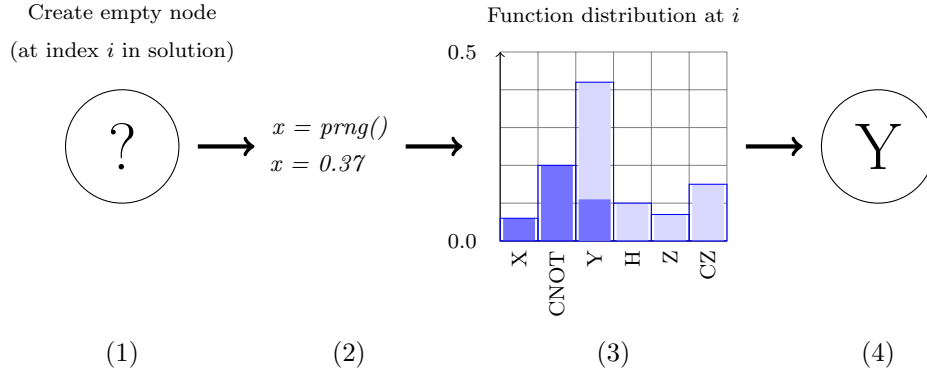 Create empty node
(at index i in solution)
?
x = prng()
x = 0.37
Function distribution at i
0.5
0.0
X
CNOT
Y
H
Z
CZ
Y
(1)
(2)
(3)
(4)